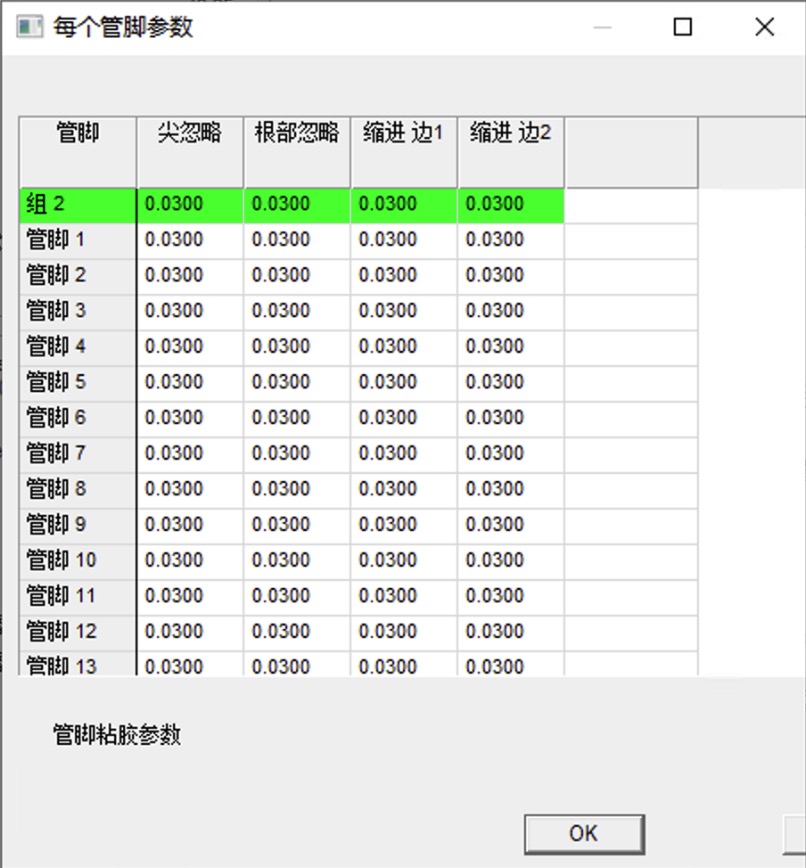 每个管脚参数
管脚 尖忽略 根部忽略 缩进 边1 缩进 边2
组 2 0.0300 0.0300 0.0300 0.0300
管脚 1 0.0300 0.0300 0.0300 0.0300
管脚 2 0.0300 0.0300 0.0300 0.0300
管脚 3 0.0300 0.0300 0.0300 0.0300
管脚 4 0.0300 0.0300 0.0300 0.0300
管脚 5 0.0300 0.0300 0.0300 0.0300
管脚 6 0.0300 0.0300 0.0300 0.0300
管脚 7 0.0300 0.0300 0.0300 0.0300
管脚 8 0.0300 0.0300 0.0300 0.0300
管脚 9 0.0300 0.0300 0.0300 0.0300
管脚 10 0.0300 0.0300 0.0300 0.0300
管脚 11 0.0300 0.0300 0.0300 0.0300
管脚 12 0.0300 0.0300 0.0300 0.0300
管脚 13 0.0300 0.0300 0.0300 0.0300
管脚粘胶参数
OK